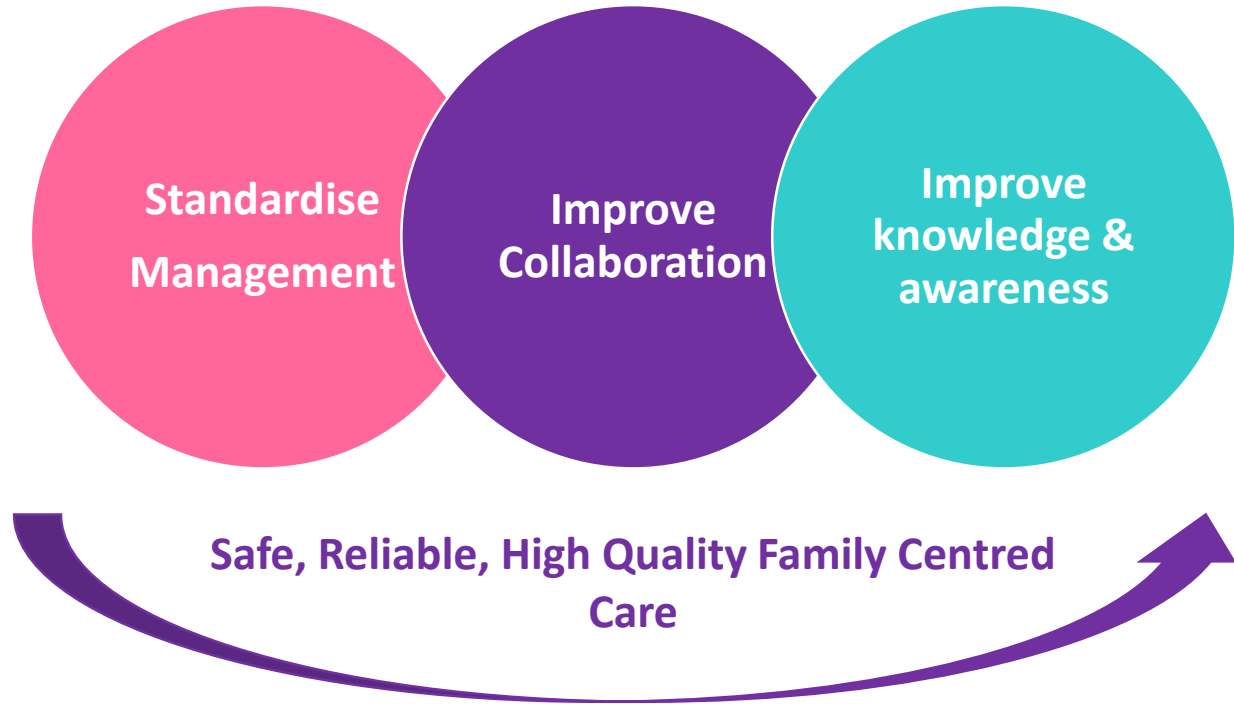 Standardise
Management
Improve
Collaboration
Improve
knowledge &
awareness
Safe, Reliable, High Quality Family Centred
Care